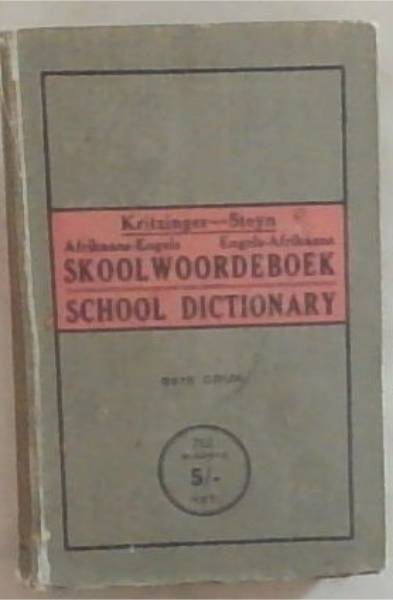 Kritzinger—Steyn
Afrikaans-Engels Engels-Afrikaans
SKOOLWOORDEBOEK
SCHOOL DICTIONARY
5/-